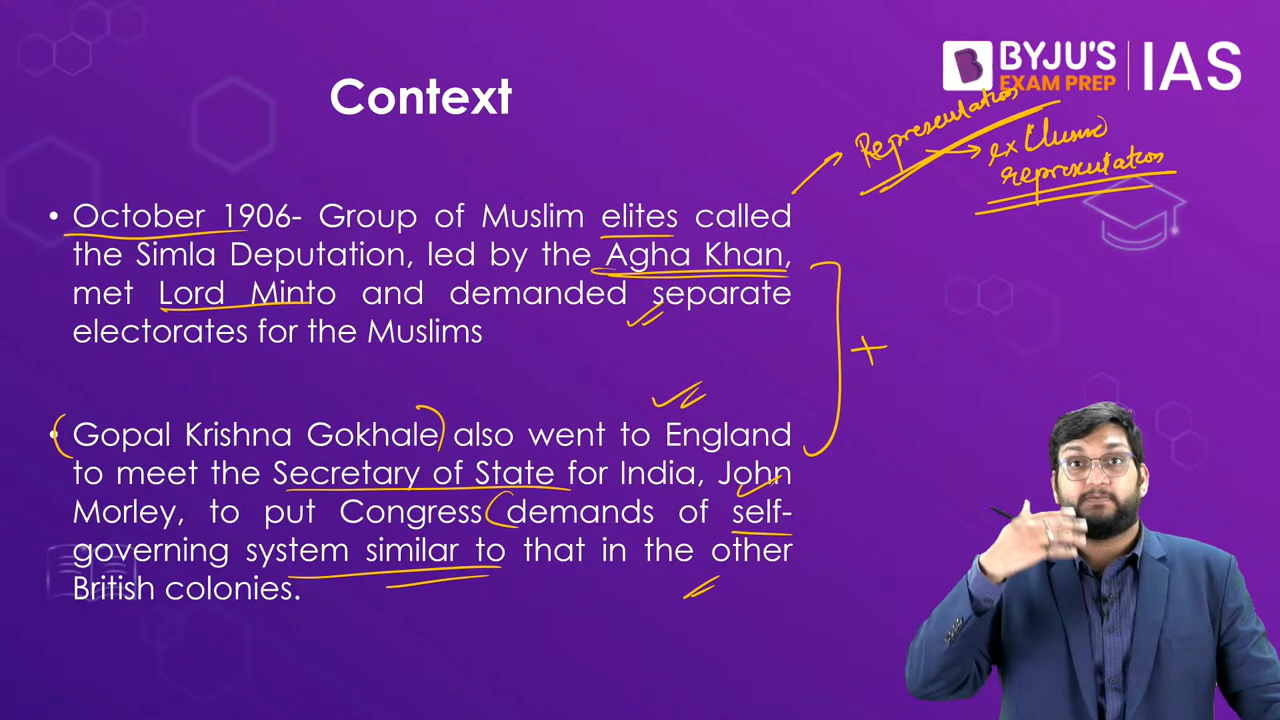 BYJU'S
EXAM PREP
IAS
Context
Representation
exclusive
representation
• October 1906- Group of Muslim elites called
the Simla Deputation, led by the Agha Khan,
met Lord Minto and demanded separate
electorates for the Muslims
+
• Gopal Krishna Gokhale also went to England
to meet the Secretary of State for India, John
Morley, to put Congress demands of self-
governing system similar to that in the other
British colonies.